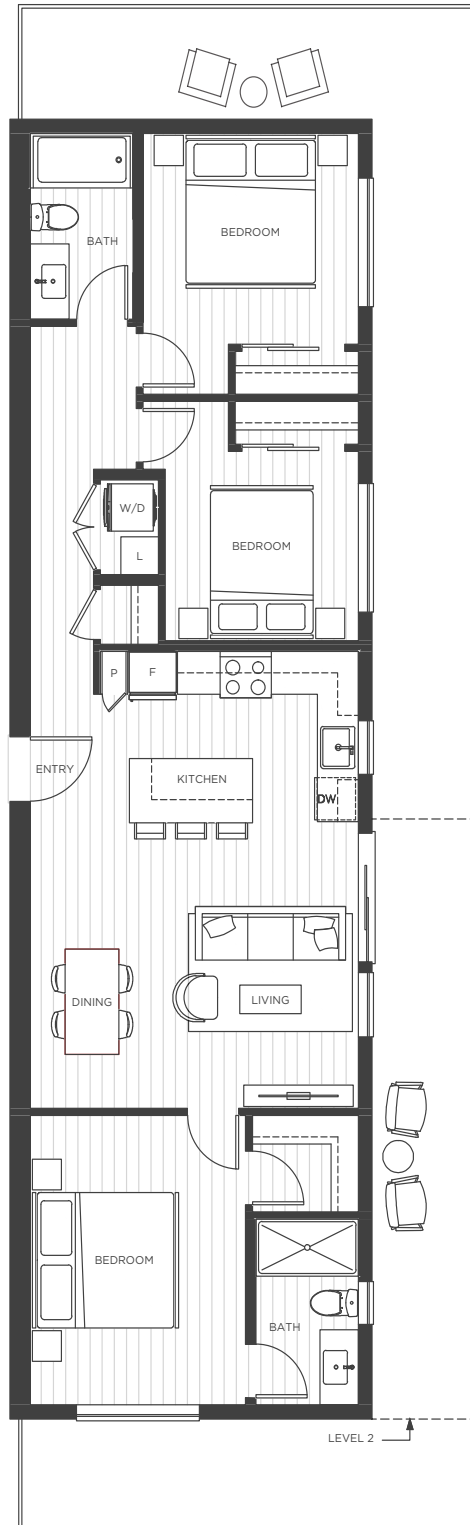 BATH
BEDROOM
W/D
L
BEDROOM
P
F
ENTRY
KITCHEN
DW
DINING
LIVING
BEDROOM
BATH
LEVEL 2